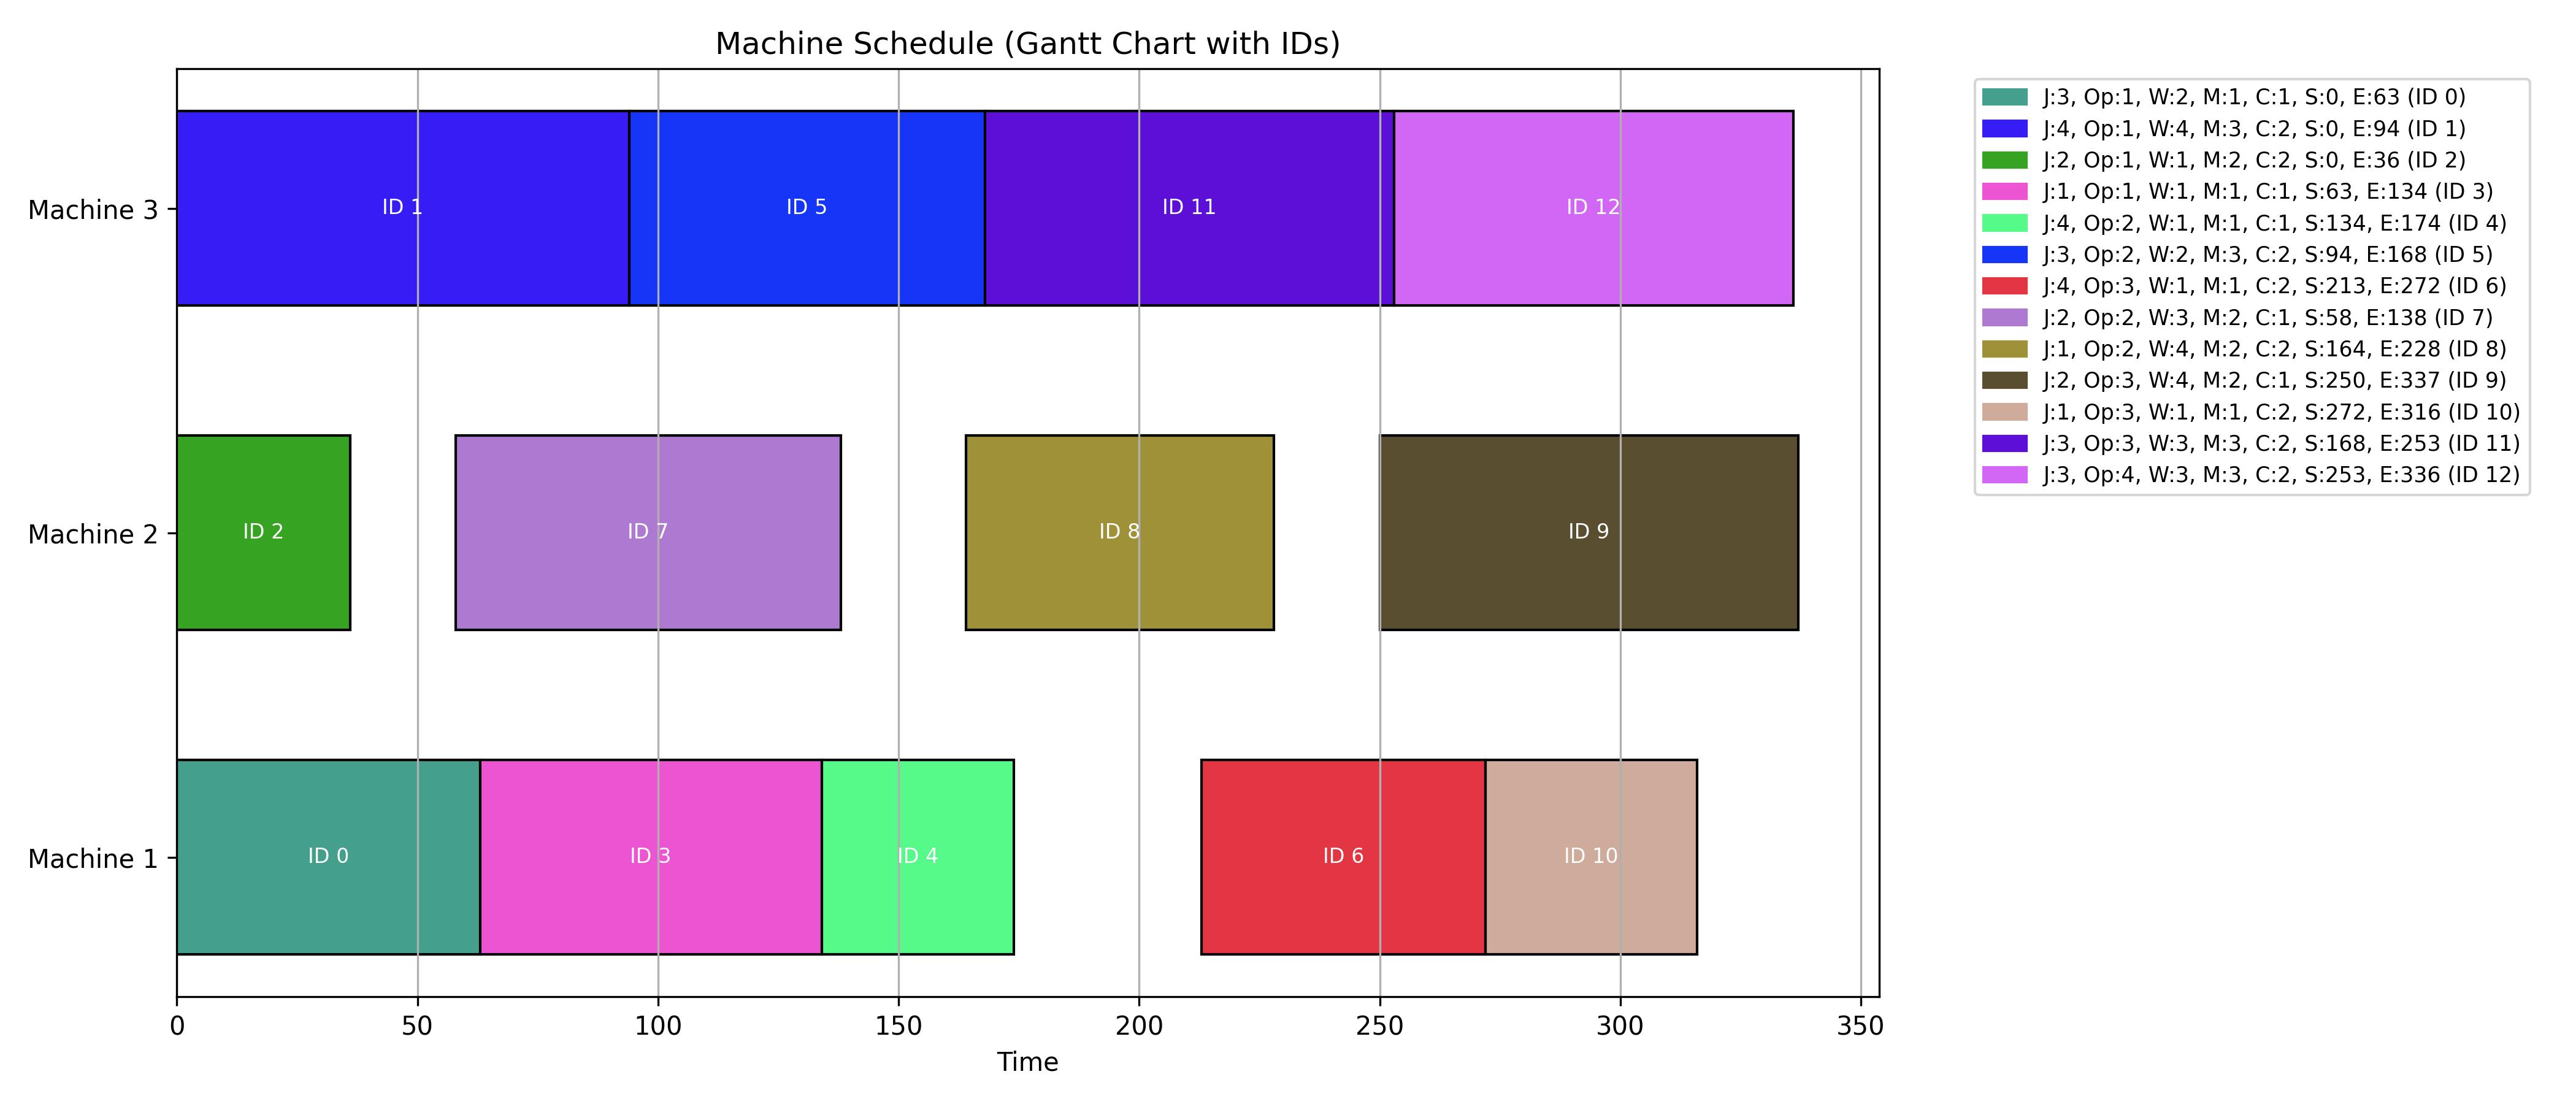 Machine Schedule (Gantt Chart with IDs)
Machine 3
ID 1
ID 5
ID 11
ID 12
Machine 2
ID 2
ID 7
ID 8
ID 9
Machine 1
ID 0
ID 3
ID 4
ID 6
ID 10
0 50 100 150 200 250 300 350
Time
J:3, Op:1, W:2, M:1, C:1, S:0, E:63 (ID 0)
J:4, Op:1, W:4, M:3, C:2, S:0, E:94 (ID 1)
J:2, Op:1, W:1, M:2, C:2, S:0, E:36 (ID 2)
J:1, Op:1, W:1, M:1, C:1, S:63, E:134 (ID 3)
J:4, Op:2, W:1, M:1, C:1, S:134, E:174 (ID 4)
J:3, Op:2, W:2, M:3, C:2, S:94, E:168 (ID 5)
J:4, Op:3, W:1, M:1, C:2, S:213, E:272 (ID 6)
J:2, Op:2, W:3, M:2, C:1, S:58, E:138 (ID 7)
J:1, Op:2, W:4, M:2, C:2, S:164, E:228 (ID 8)
J:2, Op:3, W:4, M:2, C:1, S:250, E:337 (ID 9)
J:1, Op:3, W:1, M:1, C:2, S:272, E:316 (ID 10)
J:3, Op:3, W:3, M:3, C:2, S:168, E:253 (ID 11)
J:3, Op:4, W:3, M:3, C:2, S:253, E:336 (ID 12)